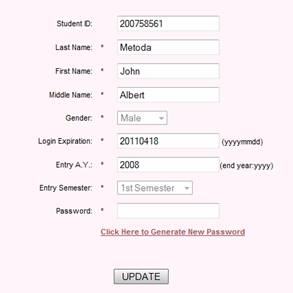 Student ID: 200758561
Last Name: * Metoda
First Name: * John
Middle Name: * Albert
Gender: * Male
Login Expiration: * 20110418 (yyyymmdd)
Entry A.Y.: * 2008 (end year:yyyy)
Entry Semester: * 1st Semester
Password: *
Click Here to Generate New Password
UPDATE